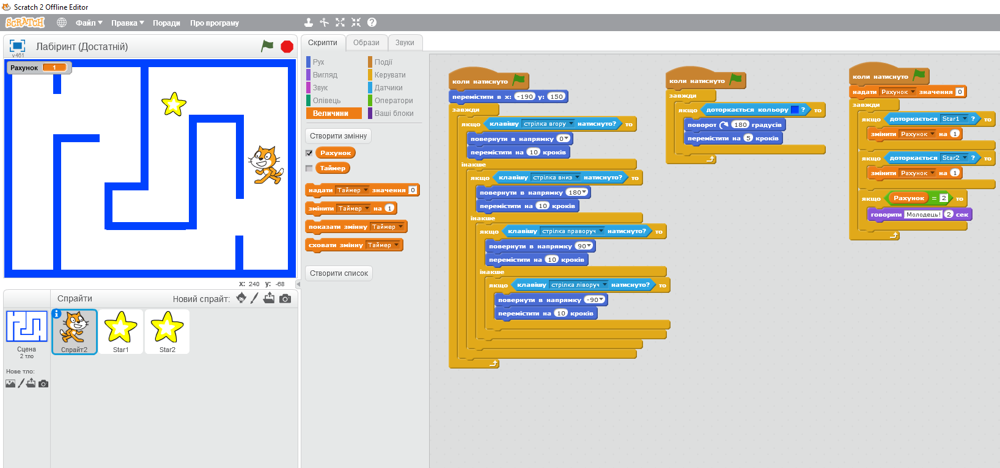 Scratch 2 Offline Editor
SCRATCH
Файл
Правка
Поради
Про програму
v461
Лабіринт (Достатній)
Рахунок 1
x: 240 y: -68
Спрайти
Новий спрайт:
Сцена
2 тло
Нове тло:
Спрайт2
Star1
Star2
Скрипти
Образи
Звуки
Рух
Вигляд
Звук
Олівець
Величини
Події
Керувати
Датчики
Оператори
Ваші блоки
Створити змінну
Рахунок
Таймер
надати Таймер значення 0
змінити Таймер на 1
показати змінну Таймер
сховати змінну Таймер
Створити список
коли натиснуто
перемістити в x: -190 y: 150
завжди
якщо клавішу стрілка вгору натиснуто? то
повернути в напрямку 0
перемістити на 10 кроків
інакше
якщо клавішу стрілка вниз натиснуто? то
повернути в напрямку 180
перемістити на 10 кроків
інакше
якщо клавішу стрілка праворуч натиснуто? то
повернути в напрямку 90
перемістити на 10 кроків
інакше
якщо клавішу стрілка ліворуч натиснуто? то
повернути в напрямку -90
перемістити на 10 кроків
коли натиснуто
завжди
якщо доторкається кольору ? то
поворот 180 градусів
перемістити на 5 кроків
коли натиснуто
надати Рахунок значення 0
завжди
якщо доторкається Star1 ? то
змінити Рахунок на 1
якщо доторкається Star2 ? то
змінити Рахунок на 1
якщо Рахунок = 2 то
говорити Молодець! 2 сек